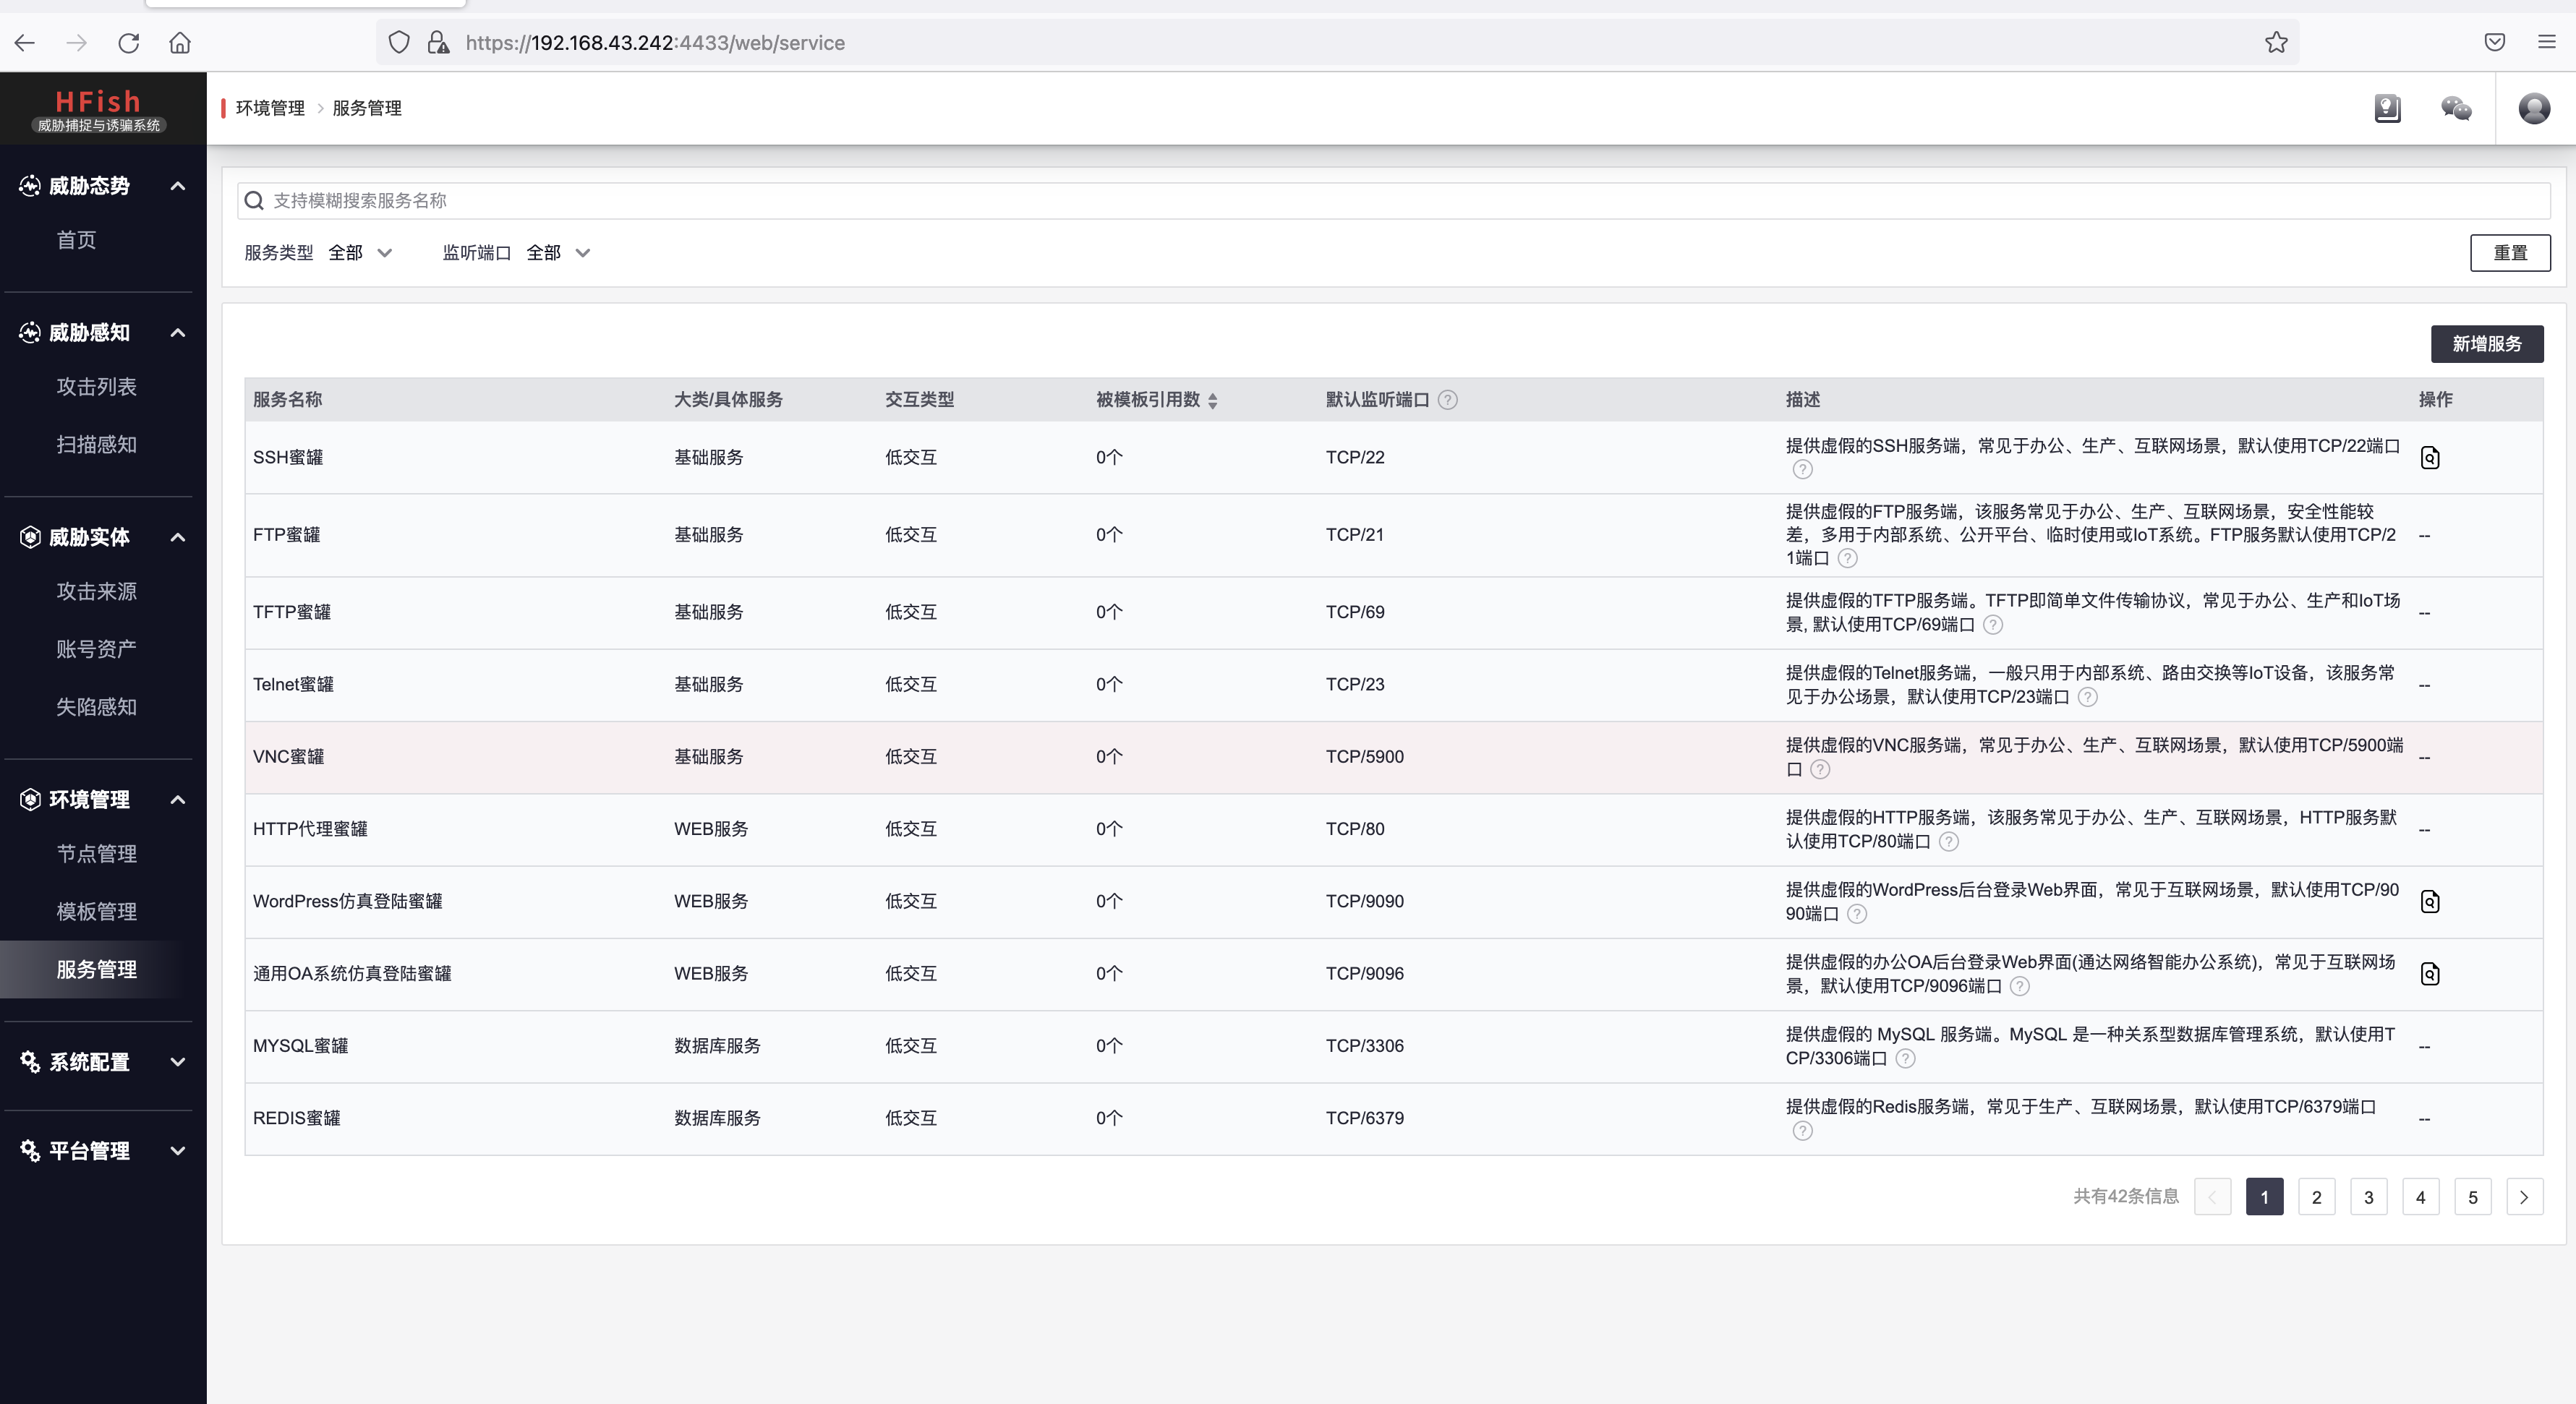 https://192.168.43.242:4433/web/service
HFish
威胁捕捉与诱骗系统
环境管理 > 服务管理
威胁态势
首页
威胁感知
攻击列表
扫描感知
威胁实体
攻击来源
账号资产
失陷感知
环境管理
节点管理
模板管理
服务管理
系统配置
平台管理
支持模糊搜索服务名称
服务类型 全部 监听端口 全部 重置
新增服务
服务名称 大类/具体服务 交互类型 被模板引用数 默认监听端口 ? 描述 操作
SSH蜜罐 基础服务 低交互 0个 TCP/22 提供虚假的SSH服务端，常见于办公、生产、互联网场景，默认使用TCP/22端口
?
FTP蜜罐 基础服务 低交互 0个 TCP/21 提供虚假的FTP服务端，该服务常见于办公、生产、互联网场景，安全性能较
差，多用于内部系统、公开平台、临时使用或IoT系统。FTP服务默认使用TCP/2
1端口 ? --
TFTP蜜罐 基础服务 低交互 0个 TCP/69 提供虚假的TFTP服务端。TFTP即简单文件传输协议，常见于办公、生产和IoT场
景, 默认使用TCP/69端口 ? --
Telnet蜜罐 基础服务 低交互 0个 TCP/23 提供虚假的Telnet服务端，一般只用于内部系统、路由交换等IoT设备，该服务常
见于办公场景，默认使用TCP/23端口 ? --
VNC蜜罐 基础服务 低交互 0个 TCP/5900 提供虚假的VNC服务端，常见于办公、生产、互联网场景，默认使用TCP/5900端
口 ? --
HTTP代理蜜罐 WEB服务 低交互 0个 TCP/80 提供虚假的HTTP服务端，该服务常见于办公、生产、互联网场景，HTTP服务默
认使用TCP/80端口 ? --
WordPress仿真登陆蜜罐 WEB服务 低交互 0个 TCP/9090 提供虚假的WordPress后台登录Web界面，常见于互联网场景，默认使用TCP/90
90端口 ?
通用OA系统仿真登陆蜜罐 WEB服务 低交互 0个 TCP/9096 提供虚假的办公OA后台登录Web界面(通达网络智能办公系统)，常见于互联网场
景，默认使用TCP/9096端口 ?
MYSQL蜜罐 数据库服务 低交互 0个 TCP/3306 提供虚假的 MySQL 服务端。MySQL 是一种关系型数据库管理系统，默认使用T
CP/3306端口 ? --
REDIS蜜罐 数据库服务 低交互 0个 TCP/6379 提供虚假的Redis服务端，常见于生产、互联网场景，默认使用TCP/6379端口
? --
共有42条信息 < 1 2 3 4 5 >